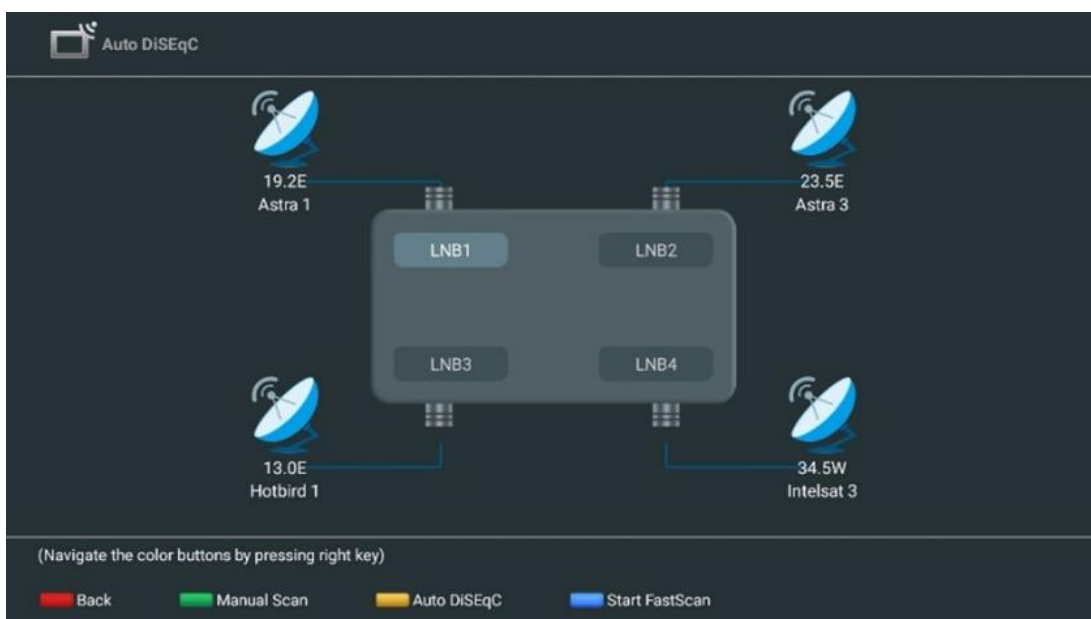 Auto DiSEqC
19.2E
Astra 1
23.5E
Astra 3
LNB1
LNB2
LNB3
LNB4
13.0E
Hotbird 1
34.5W
Intelsat 3
(Navigate the color buttons by pressing right key)
Back
Manual Scan
Auto DiSEqC
Start FastScan